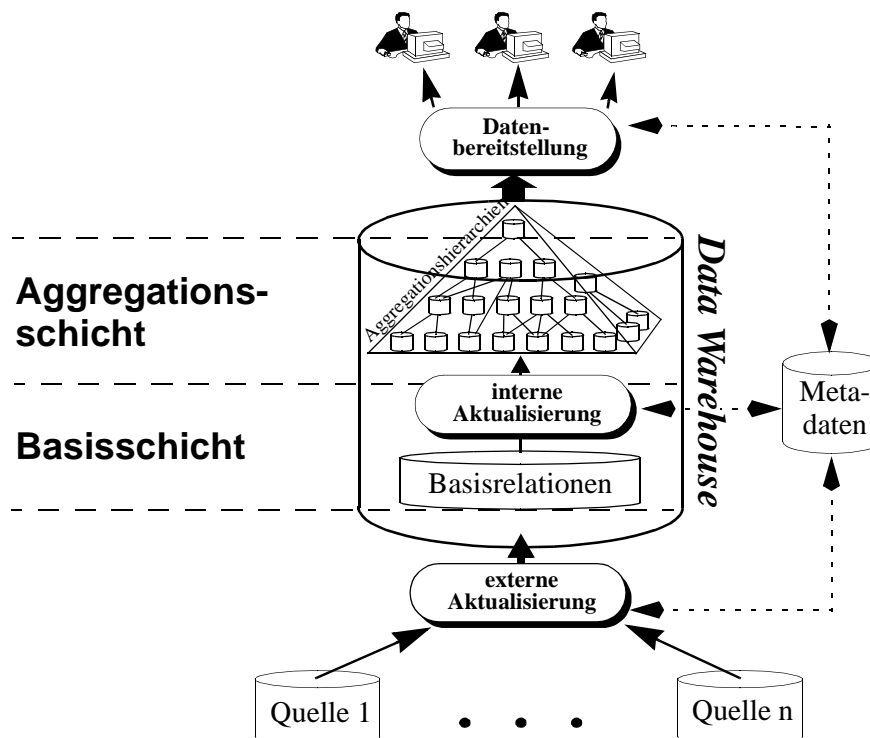 Daten-
bereitstellung
Aggregationshierarchien
Data Warehouse
Aggregations-
schicht
interne
Aktualisierung
Meta-
daten
Basisschicht
Basisrelationen
externe
Aktualisierung
Quelle 1
. . .
Quelle n